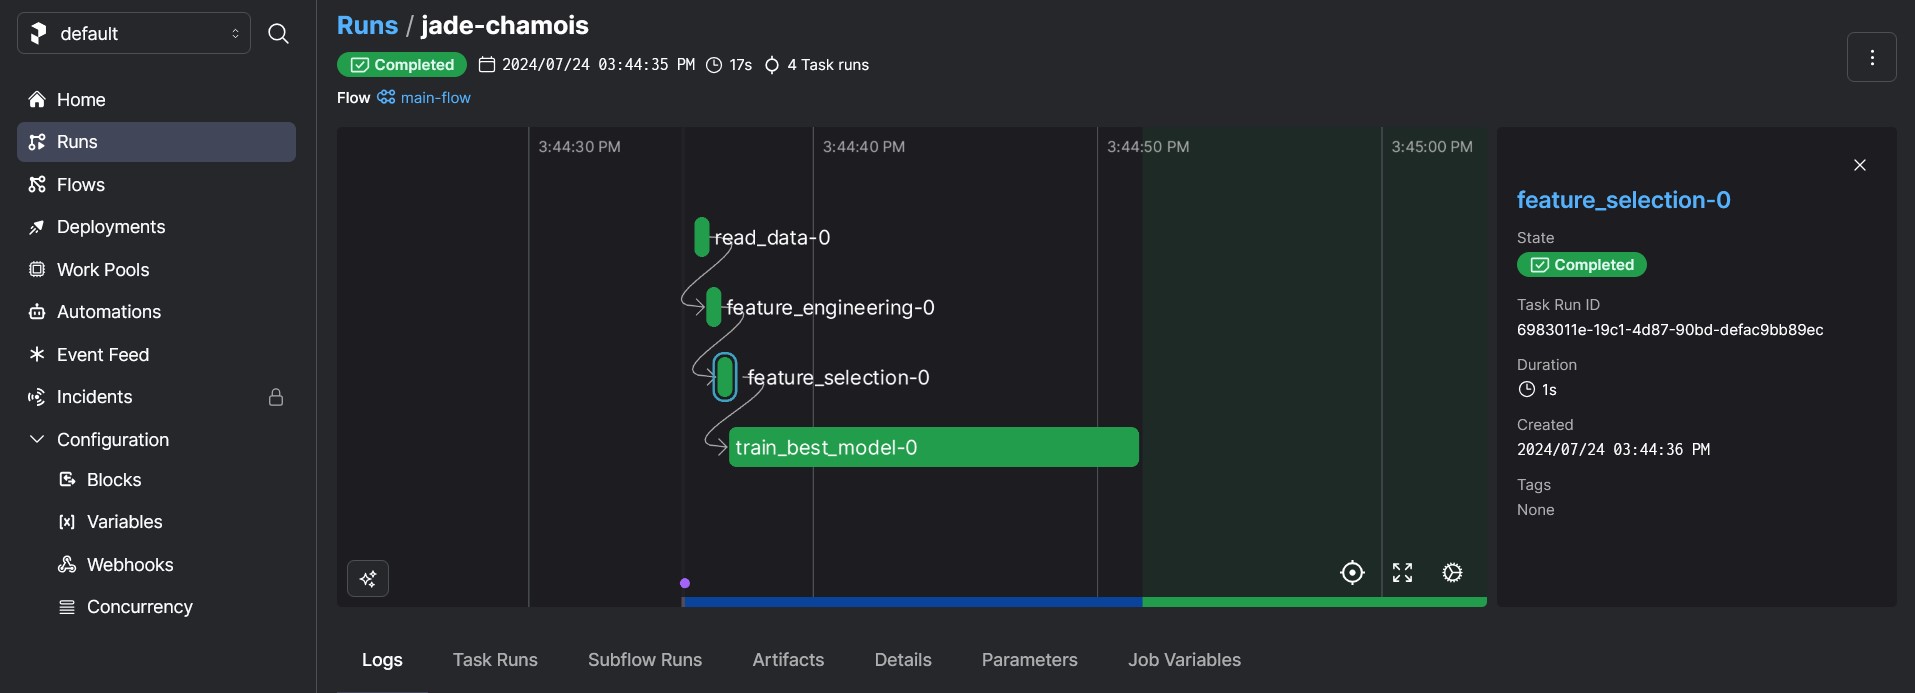 default
Home
Runs
Flows
Deployments
Work Pools
Automations
Event Feed
Incidents
Configuration
Blocks
Variables
Webhooks
Concurrency
Runs / jade-chamois
Completed 2024/07/24 03:44:35 PM 17s 4 Task runs
Flow main-flow
3:44:30 PM 3:44:40 PM 3:44:50 PM 3:45:00 PM
read_data-0
feature_engineering-0
feature_selection-0
train_best_model-0
feature_selection-0
State
Completed
Task Run ID
6983011e-19c1-4d87-90bd-defac9bb89ec
Duration
1s
Created
2024/07/24 03:44:36 PM
Tags
None
Logs Task Runs Subflow Runs Artifacts Details Parameters Job Variables